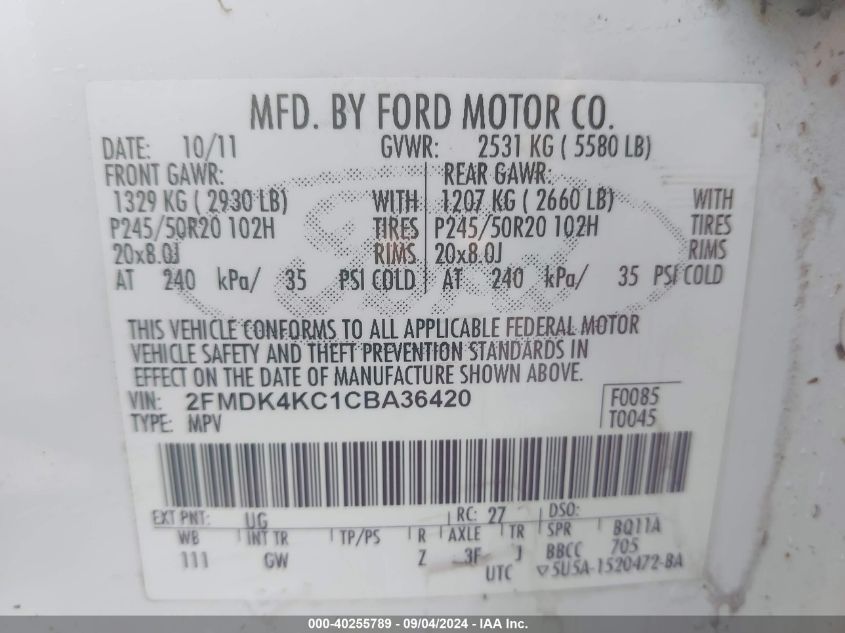 MFD. BY FORD MOTOR CO.
DATE: 10/11 GVWR: 2531 KG ( 5580 LB)
FRONT GAWR: REAR GAWR:
1329 KG ( 2930 LB) WITH 1207 KG ( 2660 LB) WITH
P245/50R20 102H TIRES P245/50R20 102H TIRES
20x8.0J RIMS 20x8.0J RIMS
AT 240 kPa/ 35 PSI COLD AT 240 kPa/ 35 PSI COLD
Ford
THIS VEHICLE CONFORMS TO ALL APPLICABLE FEDERAL MOTOR
VEHICLE SAFETY AND THEFT PREVENTION STANDARDS IN
EFFECT ON THE DATE OF MANUFACTURE SHOWN ABOVE.
VIN: 2FMDK4KC1CBA36420 F0085
TYPE: MPV T0045
EXT PNT: UG RC: 27 DSO:
WB INT TR TP/PS R AXLE TR SPR BQ11A
111 GW Z 3F J BBCC 705
UTC ▽5U5A-1520472-BA
000-40255789 - 09/04/2024 - IAA Inc.